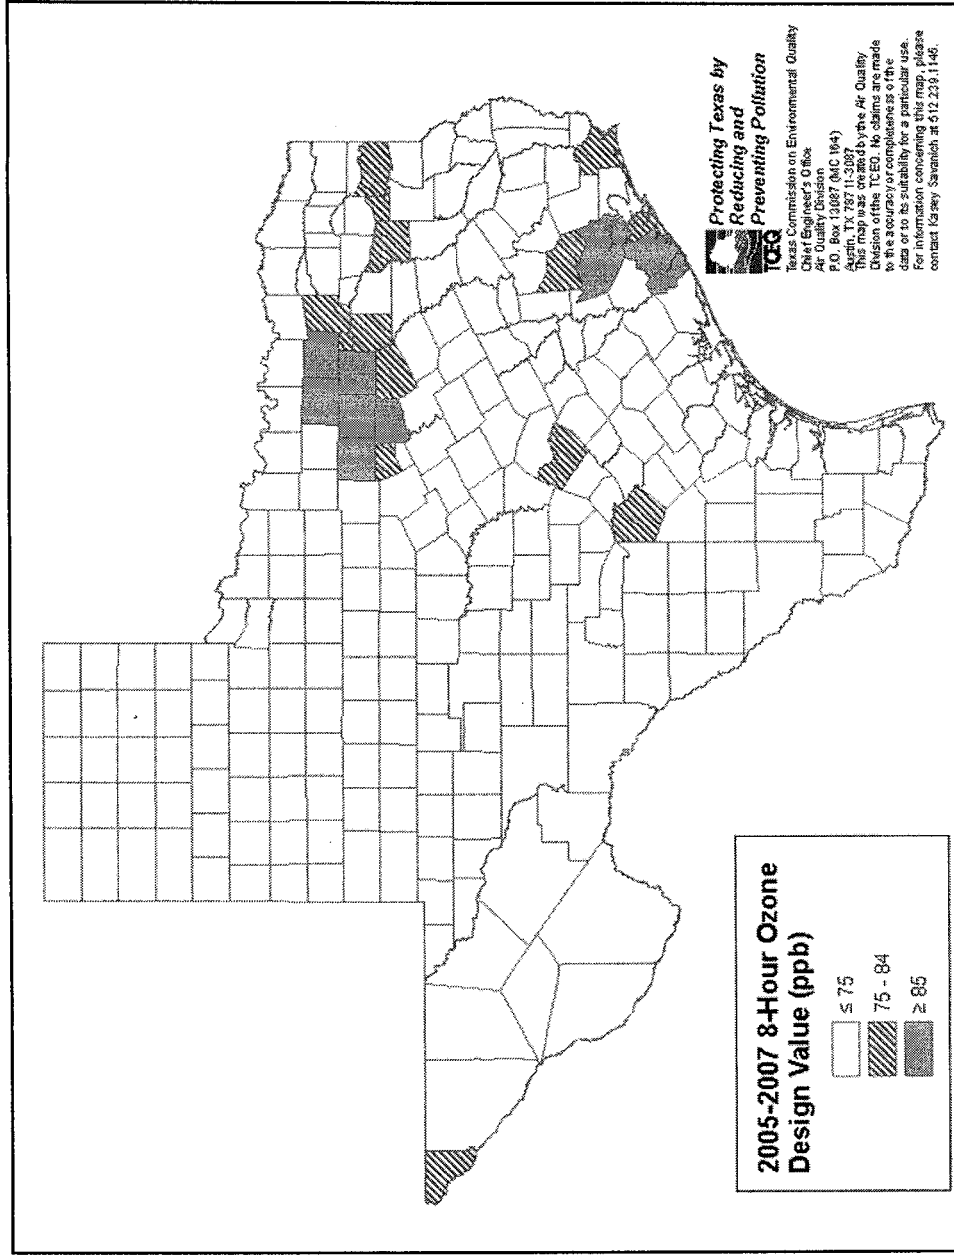 2005-2007 8-Hour Ozone
Design Value (ppb)
≤ 75
75 - 84
≥ 85
Protecting Texas by
Reducing and
Preventing Pollution
TCEQ
Texas Commission on Environmental Quality
Chief Engineer's Office
Air Quality Division
P.O. Box 13087 (MC 164)
Austin, TX 78711-3087
This map was created by the Air Quality
Division of the TCEQ. No claims are made
to the accuracy or completeness of the
data or to its suitability for a particular use.
For information concerning this map, please
contact Kasey Savanich at 512.239.1145.